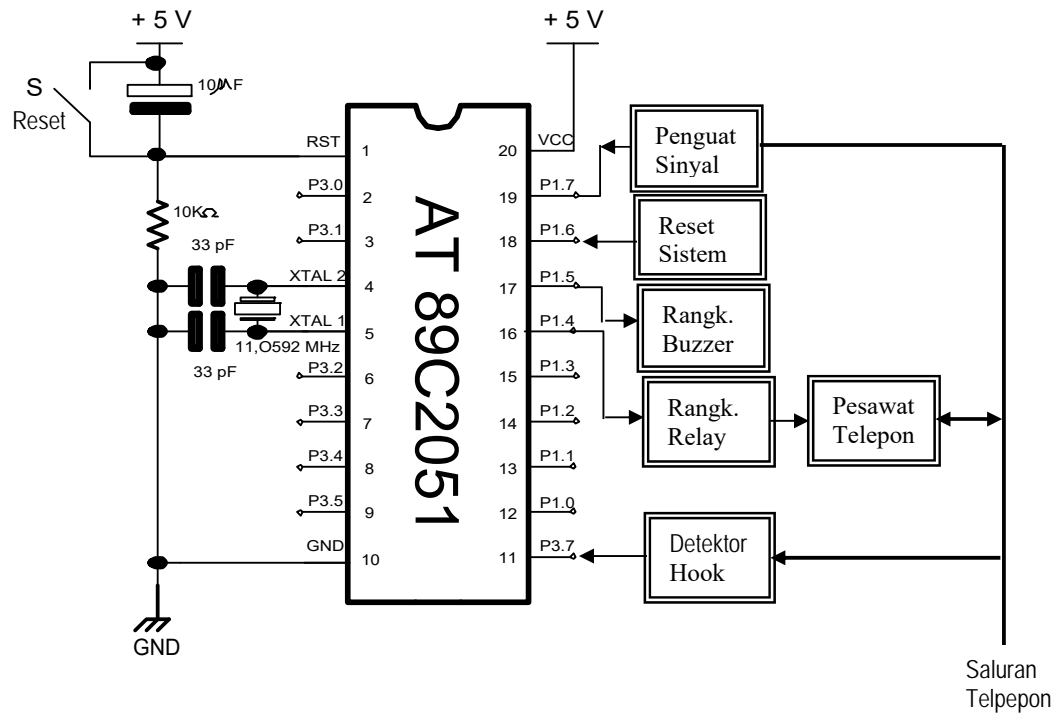 + 5 V
+ 5 V
S
Reset
10µF
RST
1
P3.0
2
P3.1
3
10KΩ
33 pF
XTAL 2
4
XTAL 1
5
11,O592 MHz
33 pF
P3.2
6
P3.3
7
P3.4
8
P3.5
9
GND
10
GND
AT 89C2051
20
VCC
19
P1.7
18
P1.6
17
P1.5
16
P1.4
15
P1.3
14
P1.2
13
P1.1
12
P1.0
11
P3.7
Penguat
Sinyal
Reset
Sistem
Rangk.
Buzzer
Rangk.
Relay
Pesawat
Telepon
Detektor
Hook
Saluran
Telpepon